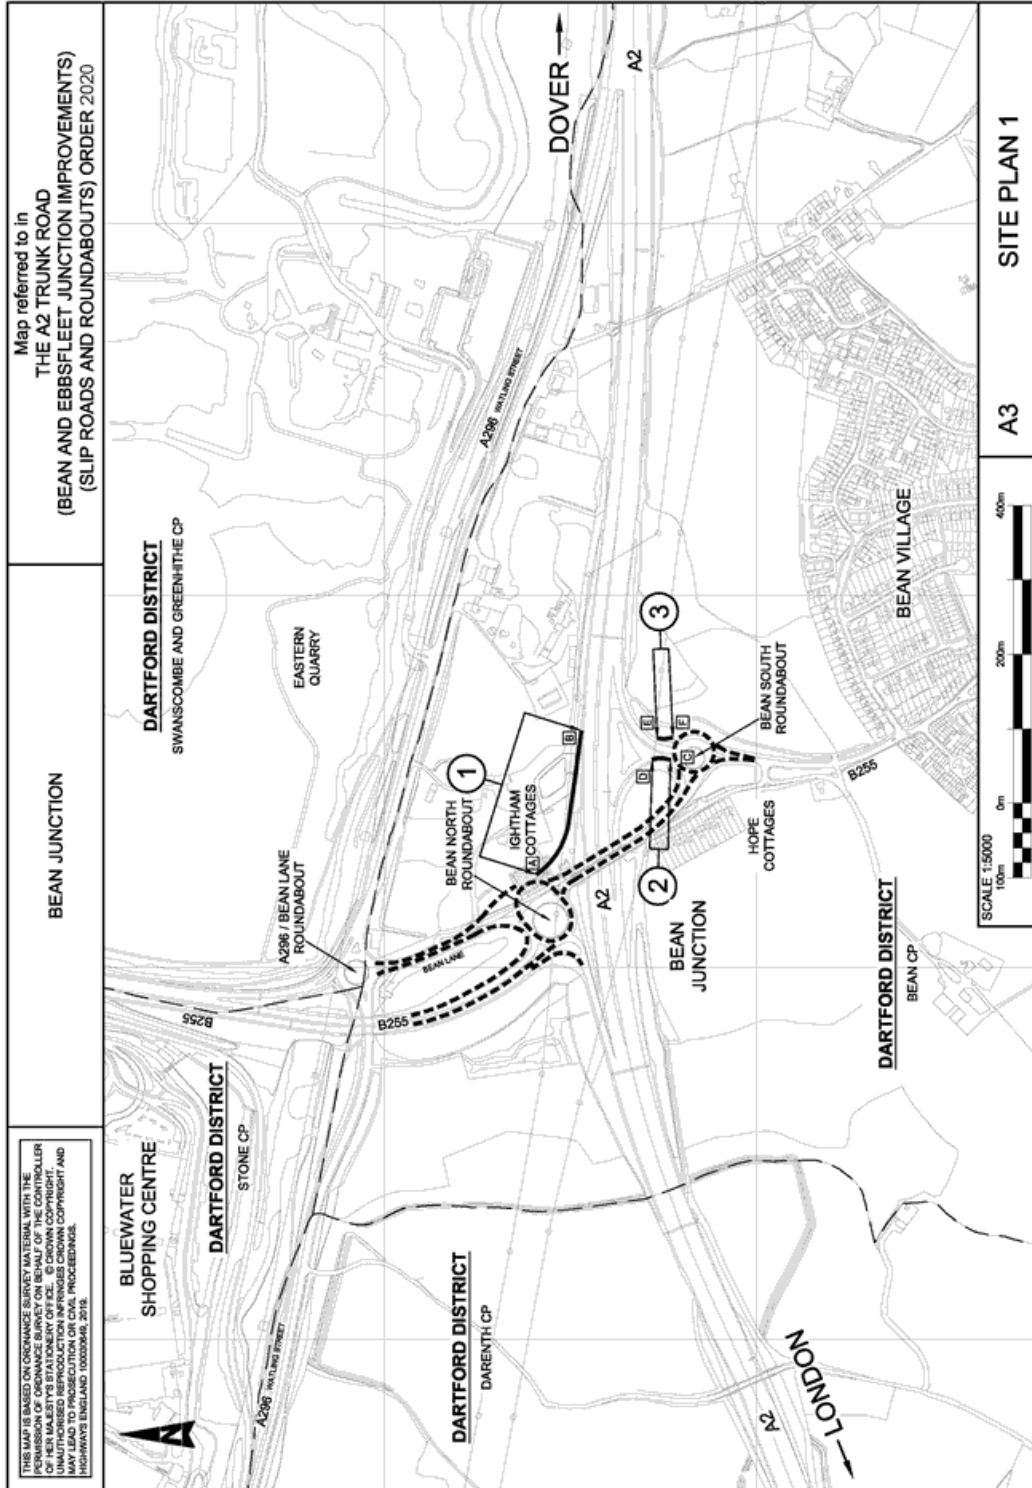 THIS MAP IS BASED ON ORDNANCE SURVEY MATERIAL WITH THE
PERMISSION OF ORDNANCE SURVEY ON BEHALF OF THE CONTROLLER
OF HER MAJESTY'S STATIONERY OFFICE. © CROWN COPYRIGHT.
UNAUTHORISED REPRODUCTION INFRINGES CROWN COPYRIGHT AND
MAY LEAD TO PROSECUTION OR CIVIL PROCEEDINGS.
HIGHWAYS ENGLAND 100030649, 2019.
BEAN JUNCTION
Map referred to in
THE A2 TRUNK ROAD
(BEAN AND EBBSFLEET JUNCTION IMPROVEMENTS)
(SLIP ROADS AND ROUNDABOUTS) ORDER 2020
N
BLUEWATER
SHOPPING CENTRE
DARTFORD DISTRICT
STONE CP
B255
A296 WATLING STREET
DARTFORD DISTRICT
SWANSCOMBE AND GREENHITHE CP
EASTERN
QUARRY
A296 / BEAN LANE
ROUNDABOUT
B255
BEAN LANE
BEAN NORTH
ROUNDABOUT
1
IGHTHAM
COTTAGES
A
B
A296 WATLING STREET
DOVER
A2
A2
DARTFORD DISTRICT
DARENTH CP
BEAN
JUNCTION
2
D
E
3
C
F
BEAN SOUTH
ROUNDABOUT
HOPE
COTTAGES
B255
A2
LONDON
DARTFORD DISTRICT
BEAN CP
BEAN VILLAGE
SCALE 1:5000
100m 0m 200m 400m
A3
SITE PLAN 1